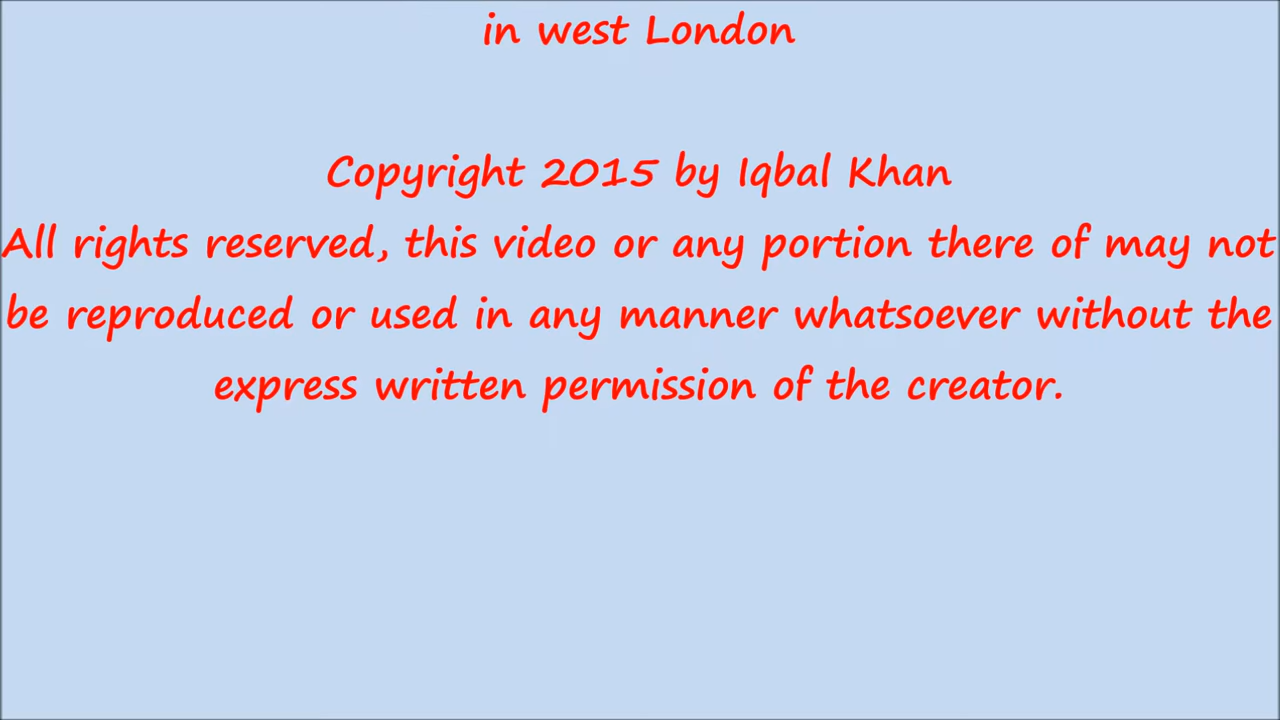 in west London
Copyright 2015 by Iqbal Khan
All rights reserved, this video or any portion there of may not
be reproduced or used in any manner whatsoever without the
express written permission of the creator.